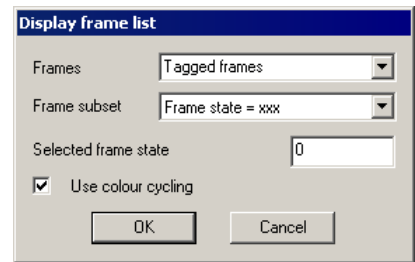 Display frame list
Frames Tagged frames
Frame subset Frame state = xxx
Selected frame state 0
Use colour cycling
OK Cancel